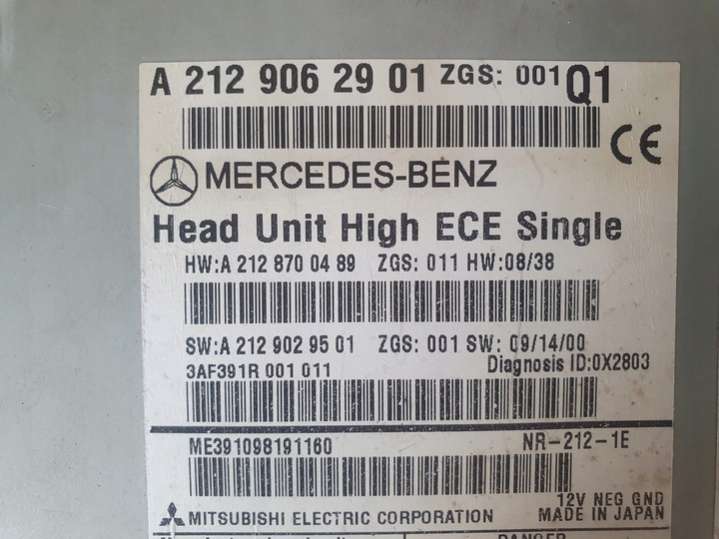 A 212 906 29 01 ZGS: 001 Q1
CE
MERCEDES-BENZ
Head Unit High ECE Single
HW:A 212 870 04 89 ZGS: 011 HW:08/38
SW:A 212 902 95 01 ZGS: 001 SW: 09/14/00
3AF391R 001 011 Diagnosis ID:0X2803
ME391098191160 NR-212-1E
12V NEG GND
MITSUBISHI ELECTRIC CORPORATION MADE IN JAPAN
DANGER